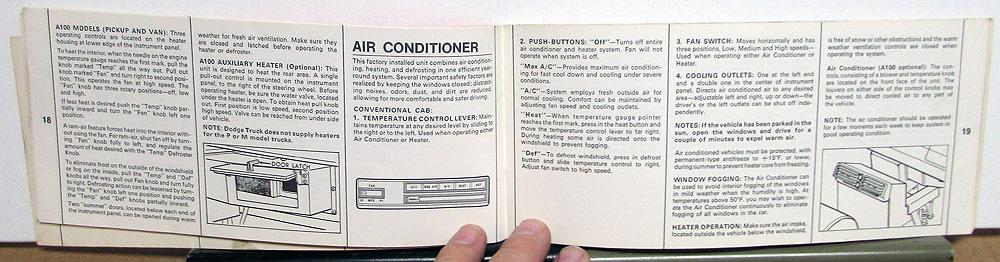 A100 MODELS (PICKUP AND VAN): Three
operating controls are located on the heater
housing at lower edge of the instrument panel.
To heat the interior, when the needle on the engine
temperature gauge reaches the first mark, pull the
knob marked "Temp" all the way out. Pull out
knob marked "Fan" and turn right to second posi-
tion. This operates the fan at high speed. The
"Fan" knob has three rotary positions—off, low
and high.
If less heat is desired push the "Temp" knob par-
tially inward and turn the "Fan" knob left one
position.
A ram-air feature forces heat into the interior with-
out using the fan. For ram-air, shut fan off by turn-
ing "Fan" knob fully to left, and regulate the
amount of heat desired with the "Temp" Defroster
Knob.
To eliminate frost on the outside of the windshield
or fog on the inside, pull the "Temp" and "Def"
knobs all the way, pull out Fan knob and turn fully
to right. Defrosting action can be lessened by turn-
ing the "Fan" knob left one position and pushing
the "Temp" and "Def" knobs partially inward.
Two "summer" doors, located below each end of
the instrument panel, can be opened during warm
18
weather for fresh air ventilation. Make sure they
are closed and latched before operating the
heater or defroster.
A100 AUXILIARY HEATER (Optional): This
unit is designed to heat the rear area. A single
pull-out control is mounted on the instrument
panel, to the right of the steering wheel. Before
operating heater, be sure the water valve, located
under the heater is open. To obtain heat pull knob
out. First position is low speed, second position
high speed. Valve can be reached from outside
of vehicle.
NOTE: Dodge Truck does not supply heaters
for the P or M model trucks.
DOOR LATCH
AIR CONDITIONER
This factory installed unit combines air condition-
ing, heating, and defrosting in one efficient year-
round system. Several important safety factors are
realized by keeping the windows closed; distract-
ing noises, odors, dust, and dirt are reduced,
allowing for more comfortable and safer driving.
CONVENTIONAL CAB:
1. TEMPERATURE CONTROL LEVER: Main-
tains temperature at any desired level by sliding to
the right or to the left. Used when operating either
Air Conditioner or Heater.
FAN
LO MED HI
OFF MAX A/C A/C HEAT DEF
2. PUSH-BUTTONS: "Off"—Turns off entire
air conditioner and heater system. Fan will not
operate when system is off.
"Max A/C"—Provides maximum air condition-
ing for fast cool down and cooling under severe
conditions.
"A/C"—System employs fresh outside air for
normal cooling. Comfort can be maintained by
adjusting fan speed and cooling outlets.
"Heat"—When temperature gauge pointer
reaches the first mark, press in the heat button and
move the temperature control lever to far right.
During heating some air is directed onto the
windshield to prevent fogging.
"Def"—To defrost windshield, press in defrost
button and slide temperature control to right.
Adjust fan switch to high speed.
3. FAN SWITCH: Moves horizontally and has
three positions, Low, Medium and High speeds—
Used when operating either Air Conditioner or
Heater.
4. COOLING OUTLETS: One at the left and
and a double one in the center of instrument
panel. Directs conditioned air to any desired
area—adjustable left and right, up or down—the
driver's or the left outlets can be shut off inde-
pendently.
NOTES: If the vehicle has been parked in the
sun, open the windows and drive for a
couple of minutes to expel warm air.
Air conditioned vehicles must be protected, with
permanent-type antifreeze to +15°F. or lower,
during summer to prevent heater cores from freezing.
WINDOW FOGGING: The Air Conditioner can
be used to avoid interior fogging of the windows
in mild weather when the humidity is high. At
temperatures above 50°F. you may wish to oper-
ate the Air Conditioner continuously to eliminate
fogging of all windows in the car.
HEATER OPERATION: Make sure the air intake,
located outside the vehicle below the windshield,
is free of snow or other obstructions and the warm
weather ventilation controls are closed when
operating the system.
Air Conditioner (A100 optional): The con-
trols, consisting of a blower and temperature knob
are located on the front of the unit. The
louvers on either side of the control knobs may
be moved to direct cooled air to any part of
the vehicle.
NOTE: The air conditioner should be operated
for a few moments each week to keep system in
good operating condition.
19